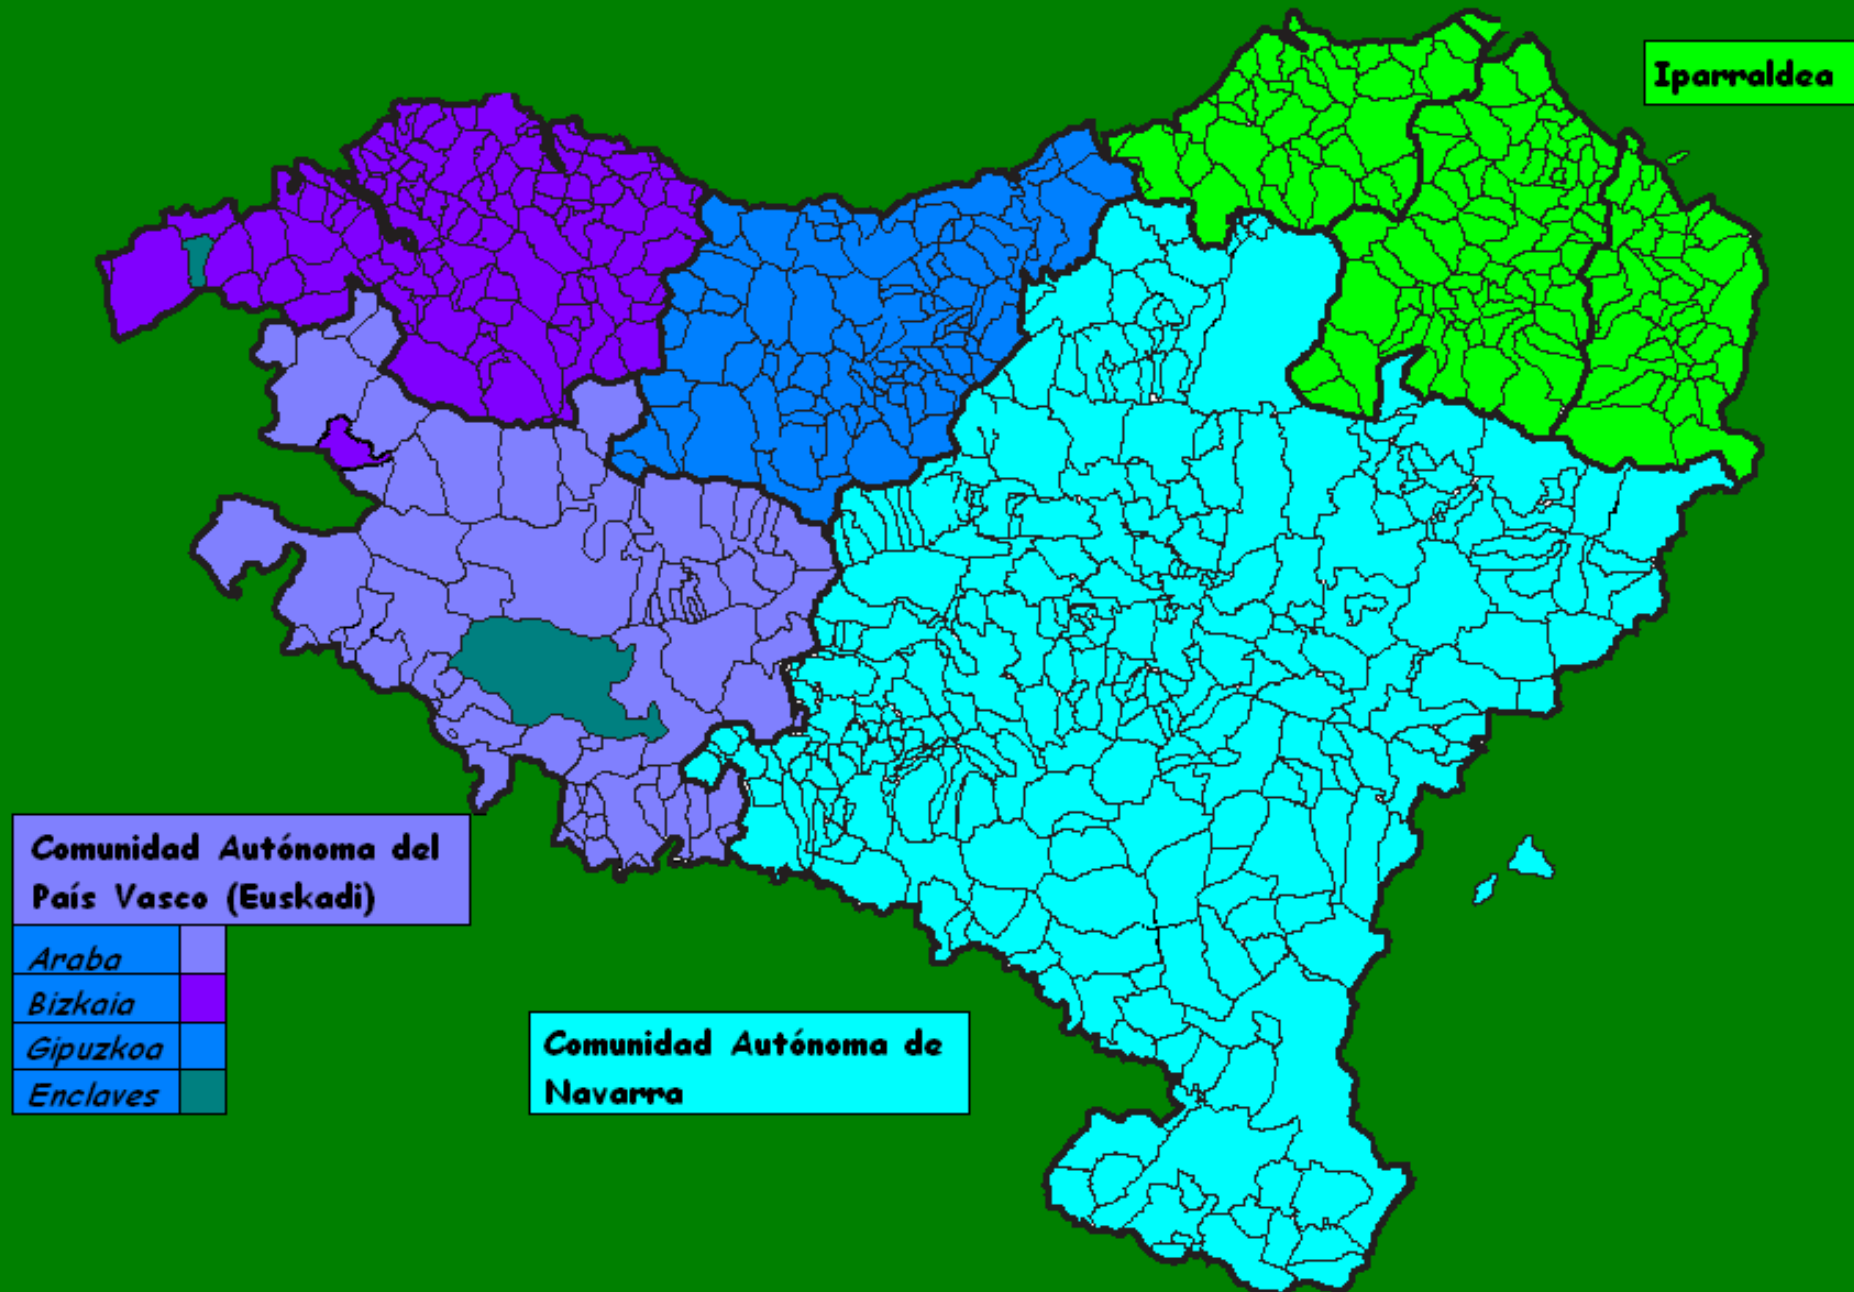 Iparraldea
Comunidad Autónoma del
País Vasco (Euskadi)
Araba
Bizkaia
Gipuzkoa
Enclaves
Comunidad Autónoma de
Navarra